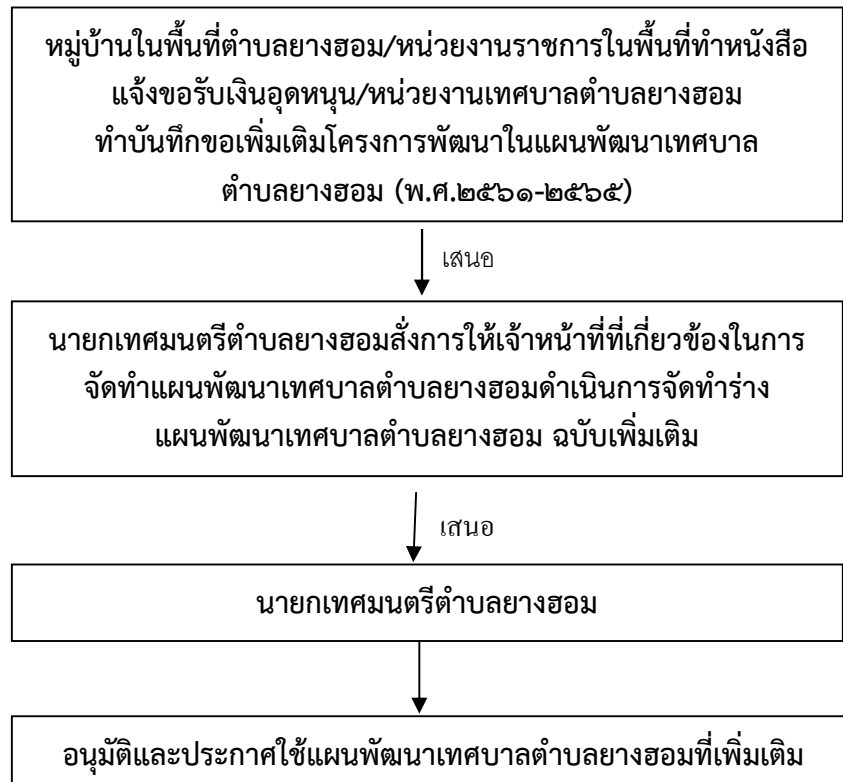 หมู่บ้านในพื้นที่ตำบลยางฮอม/หน่วยงานราชการในพื้นที่ทำหนังสือ
แจ้งขอรับเงินอุดหนุน/หน่วยงานเทศบาลตำบลยางฮอม
ทำบันทึกขอเพิ่มเติมโครงการพัฒนาในแผนพัฒนาเทศบาล
ตำบลยางฮอม (พ.ศ.๒๕๖๑-๒๕๖๕)
เสนอ
นายกเทศมนตรีตำบลยางฮอมสั่งการให้เจ้าหน้าที่ที่เกี่ยวข้องในการ
จัดทำแผนพัฒนาเทศบาลตำบลยางฮอมดำเนินการจัดทำร่าง
แผนพัฒนาเทศบาลตำบลยางฮอม ฉบับเพิ่มเติม
เสนอ
นายกเทศมนตรีตำบลยางฮอม
อนุมัติและประกาศใช้แผนพัฒนาเทศบาลตำบลยางฮอมที่เพิ่มเติม